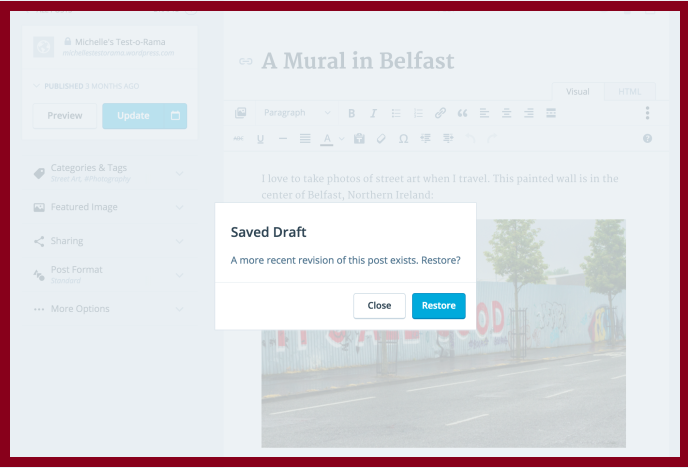 Michelle's Test-o-Rama
michellestestorama.wordpress.com
PUBLISHED 3 MONTHS AGO
Preview
Update
Categories & Tags
Street Art, #Photography
Featured Image
Sharing
Post Format
Standard
More Options
A Mural in Belfast
Visual HTML
Paragraph B I
ABC U A Ω
I love to take photos of street art when I travel. This painted wall is in the
center of Belfast, Northern Ireland:
Saved Draft
A more recent revision of this post exists. Restore?
Close Restore